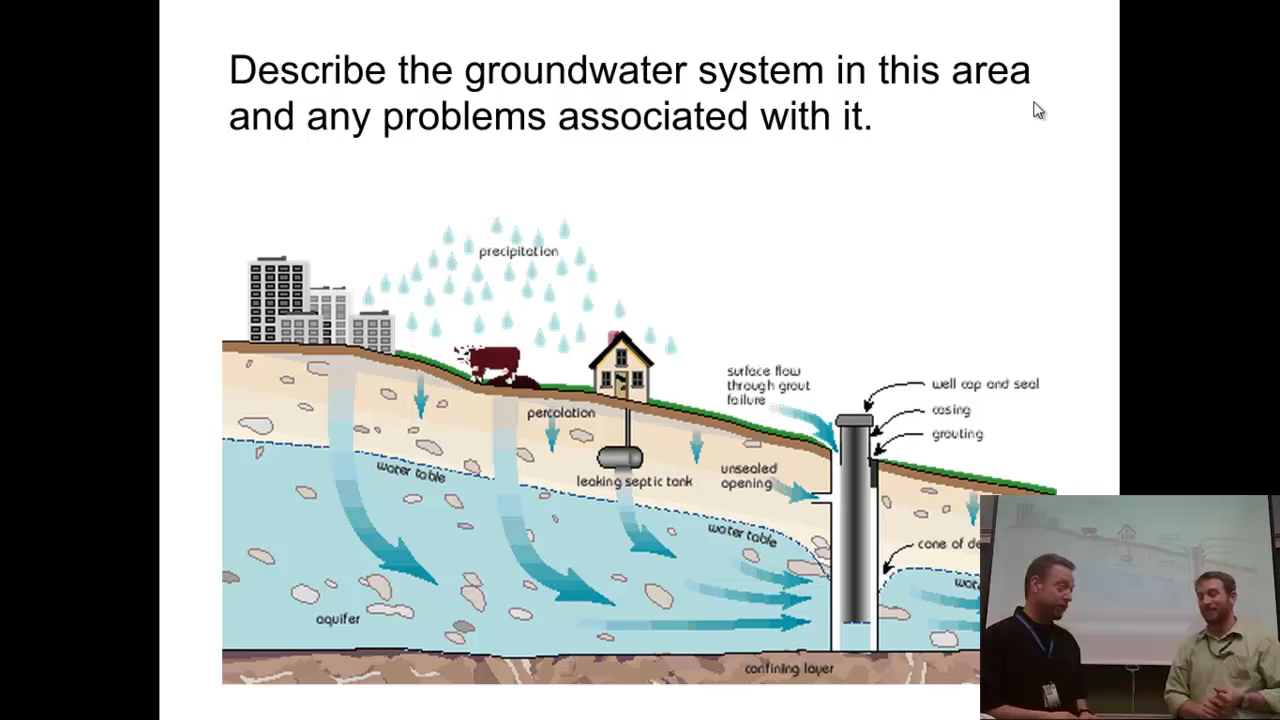 Describe the groundwater system in this area
and any problems associated with it.
precipitation
surface flow
through grout
failure
well cap and seal
casing
grouting
percolation
water table
leaking septic tank
unsealed
opening
water table
cone of de
wat
aquifer
confining layer